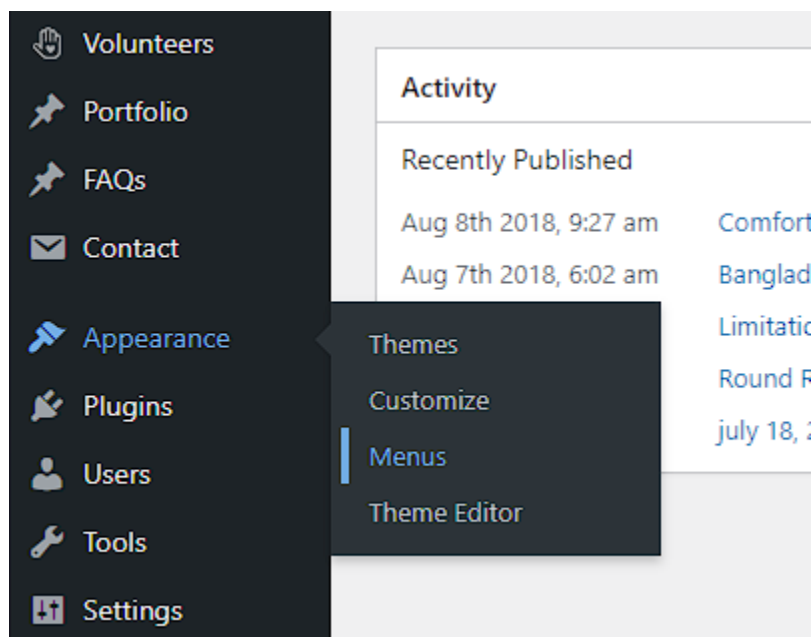 Volunteers
Portfolio
FAQs
Contact
Appearance
Plugins
Users
Tools
Settings
Themes
Customize
Menus
Theme Editor
Activity
Recently Published
Aug 8th 2018, 9:27 am Comfort
Aug 7th 2018, 6:02 am Banglad
Limitatio
Round R
july 18, 2